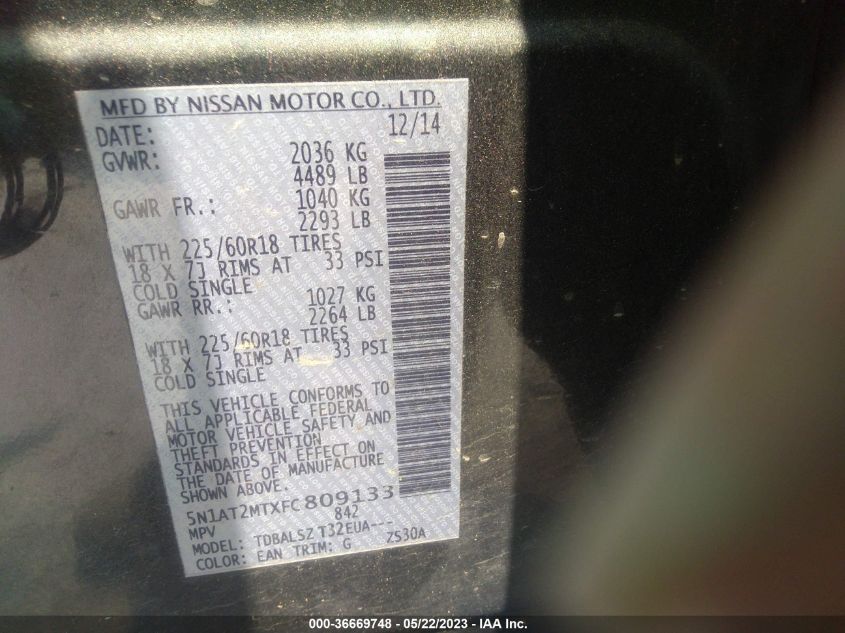 MFD BY NISSAN MOTOR CO., LTD.
DATE: 12/14
GVWR: 2036 KG
4489 LB
GAWR FR.: 1040 KG
2293 LB
WITH 225/60R18 TIRES
18 X 7J RIMS AT 33 PSI
COLD SINGLE
GAWR RR.: 1027 KG
2264 LB
WITH 225/60R18 TIRES
18 X 7J RIMS AT 33 PSI
COLD SINGLE
THIS VEHICLE CONFORMS TO
ALL APPLICABLE FEDERAL
MOTOR VEHICLE SAFETY AND
THEFT PREVENTION
STANDARDS IN EFFECT ON
THE DATE OF MANUFACTURE
SHOWN ABOVE.
5N1AT2MTXFC809133
MPV 842
MODEL: TDBALSZ T32EUA---
COLOR: EAN TRIM: G ZS30A
000-36669748 - 05/22/2023 - IAA Inc.